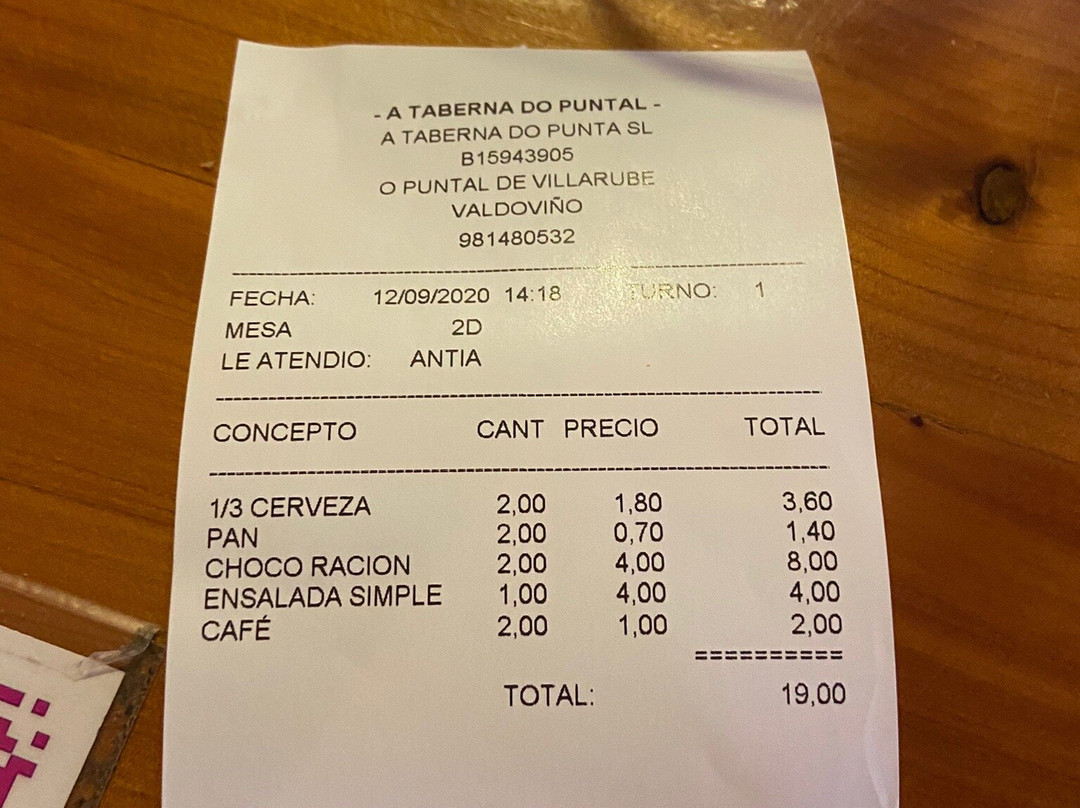 - A TABERNA DO PUNTAL -
A TABERNA DO PUNTA SL
B15943905
O PUNTAL DE VILLARUBE
VALDOVIÑO
981480532
FECHA: 12/09/2020 14:18 TURNO: 1
MESA 2D
LE ATENDIO: ANTIA
CONCEPTO CANT PRECIO TOTAL
1/3 CERVEZA 2,00 1,80 3,60
PAN 2,00 0,70 1,40
CHOCO RACION 2,00 4,00 8,00
ENSALADA SIMPLE 1,00 4,00 4,00
CAFÉ 2,00 1,00 2,00
==========
TOTAL: 19,00